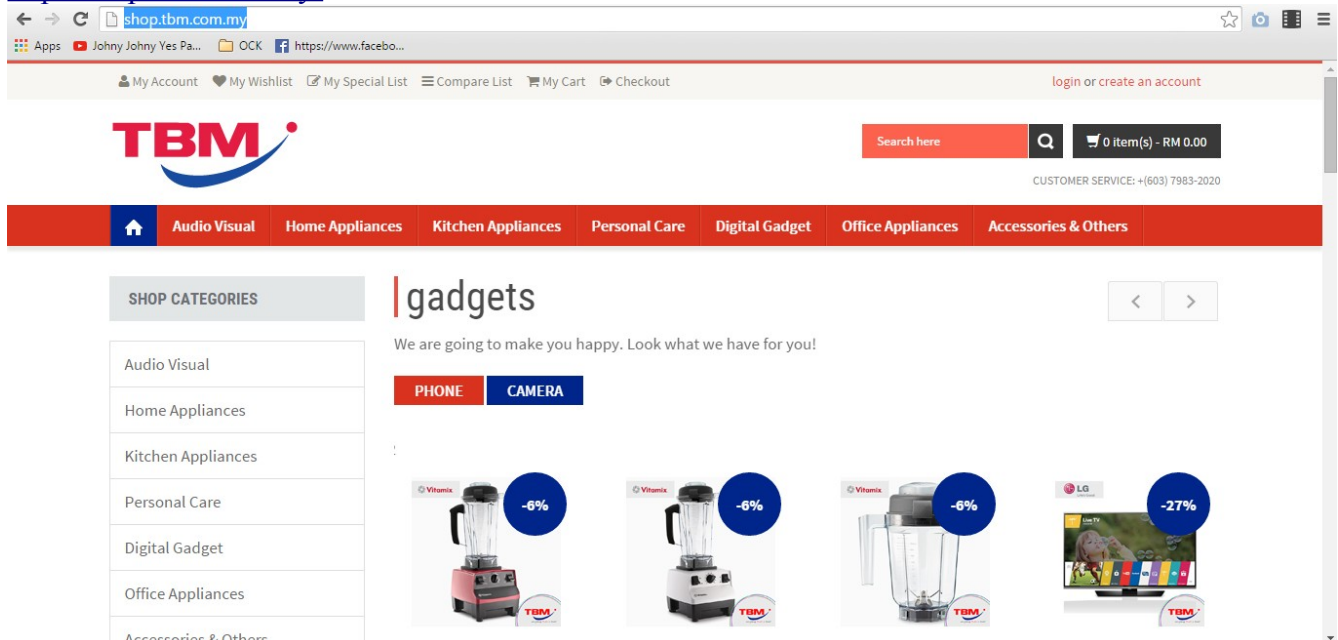 shop.tbm.com.my
Apps Johny Johny Yes Pa... OCK https://www.facebo...
My Account My Wishlist My Special List Compare List My Cart Checkout login or create an account
TBM
Search here 0 item(s) - RM 0.00
CUSTOMER SERVICE: +(603) 7983-2020
Audio Visual Home Appliances Kitchen Appliances Personal Care Digital Gadget Office Appliances Accessories & Others
SHOP CATEGORIES
gadgets
We are going to make you happy. Look what we have for you!
PHONE CAMERA
Audio Visual
Home Appliances
Kitchen Appliances
Personal Care
Digital Gadget
Office Appliances
Accessories & Others
Vitamix -6% Vitamix -6% Vitamix -6% LG -27%
Live TV
TBM TBM TBM TBM